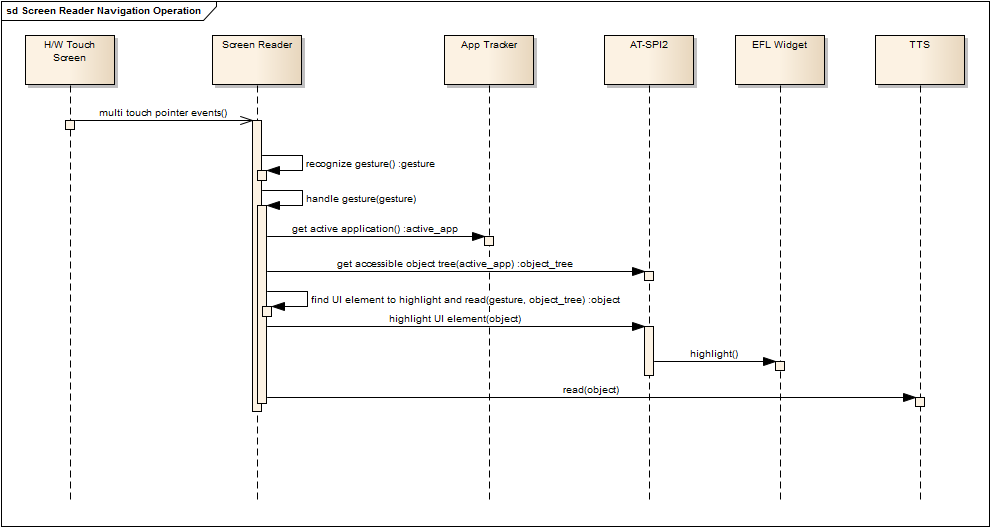 sd Screen Reader Navigation Operation
H/W Touch
Screen
Screen Reader
App Tracker
AT-SPI2
EFL Widget
TTS
multi touch pointer events()
recognize gesture() :gesture
handle gesture(gesture)
get active application() :active_app
get accessible object tree(active_app) :object_tree
find UI element to highlight and read(gesture, object_tree) :object
highlight UI element(object)
highlight()
read(object)